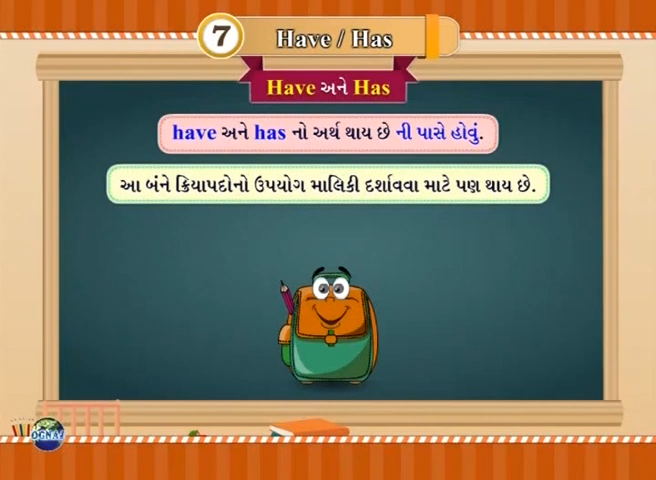 7
Have / Has
Have અને Has
have અને has નો અર્થ થાય છે ની પાસે હોવું.
આ બંને ક્રિયાપદોનો ઉપયોગ માલિકી દર્શાવવા માટે પણ થાય છે.